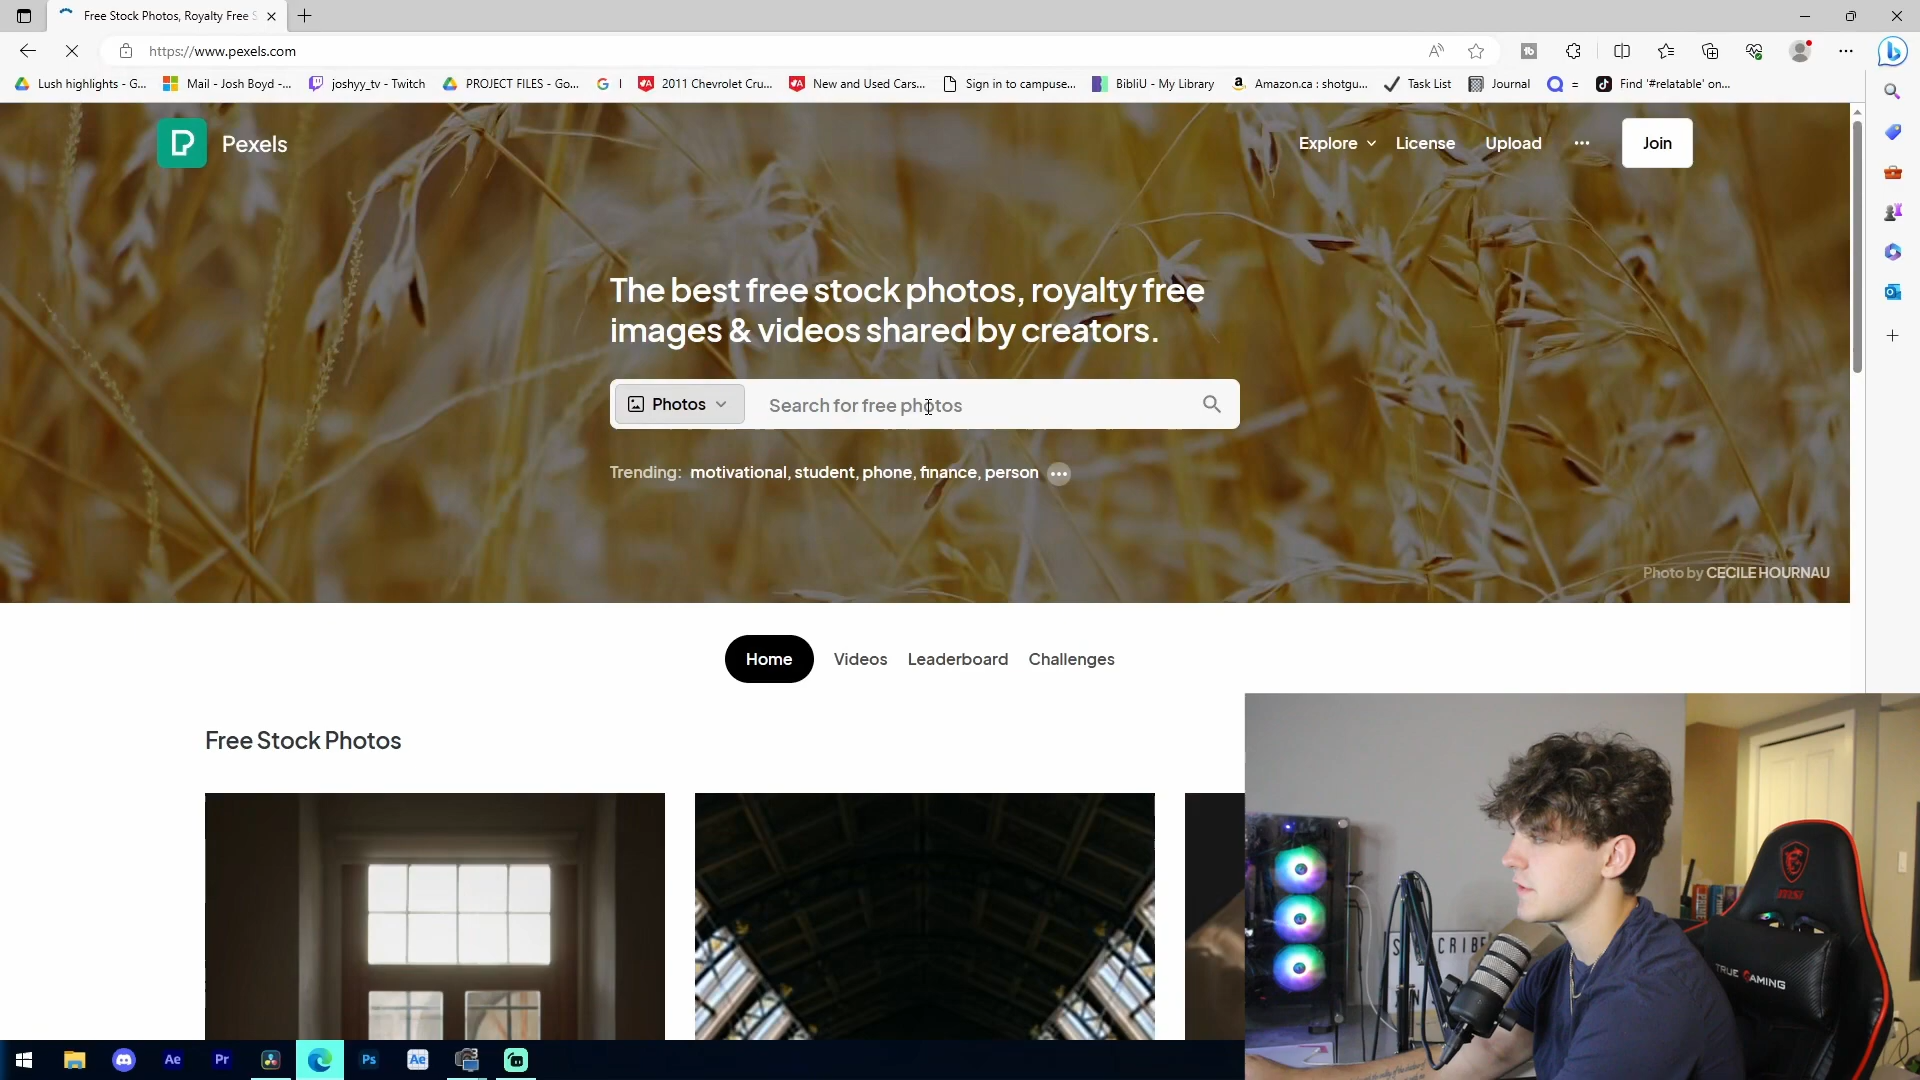 Free Stock Photos, Royalty Free S
https://www.pexels.com
Lush highlights - G...
Mail - Josh Boyd -...
joshyy_tv - Twitch
PROJECT FILES - Go...
2011 Chevrolet Cru...
New and Used Cars...
Sign in to campuse...
BibliU - My Library
Amazon.ca : shotgu...
Task List
Journal
=
Find '#relatable' on...
Pexels
Explore
License
Upload
Join
The best free stock photos, royalty free
images & videos shared by creators.
Photos
Search for free photos
Trending: motivational, student, phone, finance, person
Photo by CECILE HOURNAU
Home
Videos
Leaderboard
Challenges
Free Stock Photos
msi
TRUE GAMING
Ae
Pr
Ps
Ae